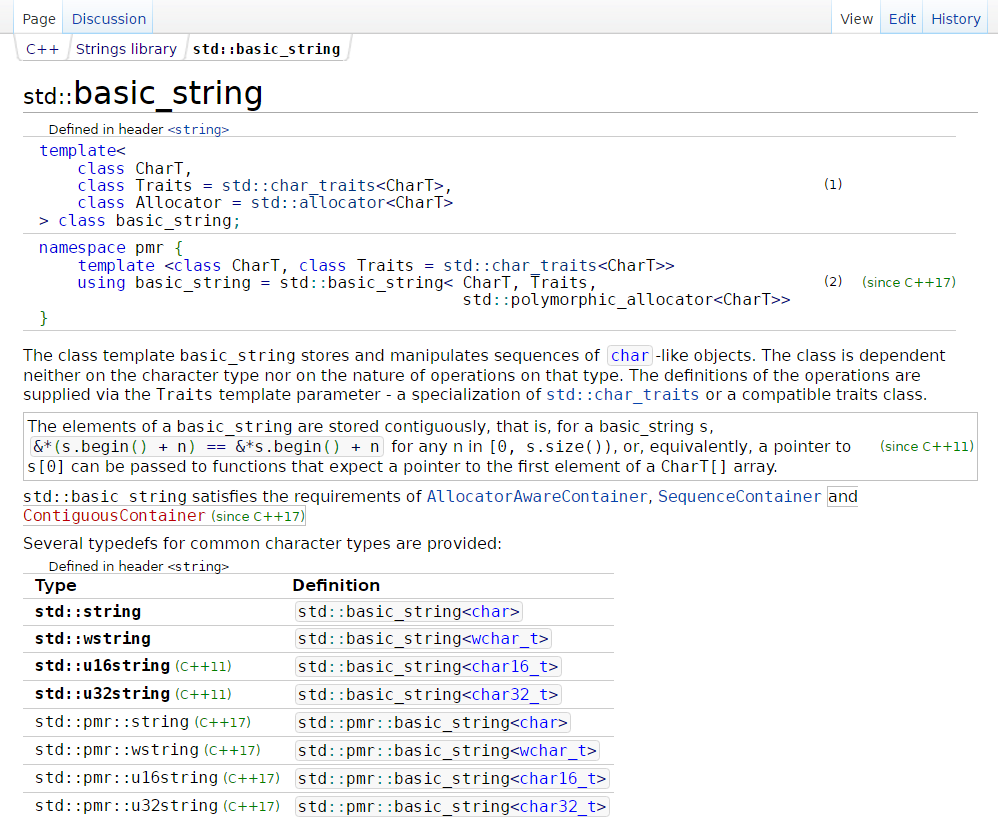 Page Discussion View Edit History
C++ Strings library std::basic_string
std::basic_string
Defined in header <string>
template<
    class CharT,
    class Traits = std::char_traits<CharT>, (1)
    class Allocator = std::allocator<CharT>
> class basic_string;
namespace pmr {
    template <class CharT, class Traits = std::char_traits<CharT>>
    using basic_string = std::basic_string< CharT, Traits, (2) (since C++17)
                                            std::polymorphic_allocator<CharT>>
}
The class template basic_string stores and manipulates sequences of char-like objects. The class is dependent
neither on the character type nor on the nature of operations on that type. The definitions of the operations are
supplied via the Traits template parameter - a specialization of std::char_traits or a compatible traits class.
The elements of a basic_string are stored contiguously, that is, for a basic_string s,
&*(s.begin() + n) == &*s.begin() + n for any n in [0, s.size()), or, equivalently, a pointer to (since C++11)
s[0] can be passed to functions that expect a pointer to the first element of a CharT[] array.
std::basic_string satisfies the requirements of AllocatorAwareContainer, SequenceContainer and
ContiguousContainer (since C++17)
Several typedefs for common character types are provided:
Defined in header <string>
Type Definition
std::string std::basic_string<char>
std::wstring std::basic_string<wchar_t>
std::u16string (C++11) std::basic_string<char16_t>
std::u32string (C++11) std::basic_string<char32_t>
std::pmr::string (C++17) std::pmr::basic_string<char>
std::pmr::wstring (C++17) std::pmr::basic_string<wchar_t>
std::pmr::u16string (C++17) std::pmr::basic_string<char16_t>
std::pmr::u32string (C++17) std::pmr::basic_string<char32_t>